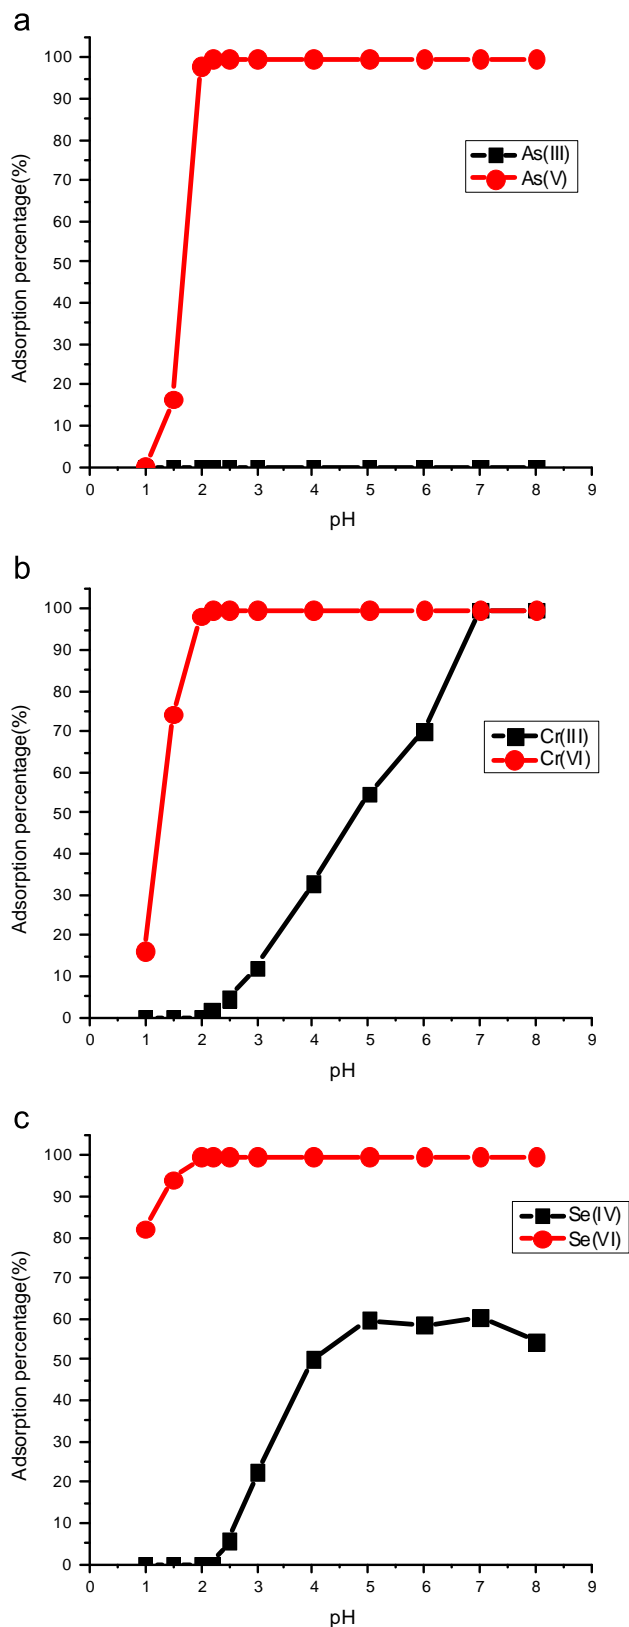 a
100
90
80
70
60
50
40
30
20
10
0
Adsorption percentage(%)
As(III)
As(V)
0 1 2 3 4 5 6 7 8 9
pH
b
100
90
80
70
60
50
40
30
20
10
0
Adsorption percentage(%)
Cr(III)
Cr(VI)
0 1 2 3 4 5 6 7 8 9
pH
c
100
90
80
70
60
50
40
30
20
10
0
Adsorption percentage(%)
Se(IV)
Se(VI)
0 1 2 3 4 5 6 7 8 9
pH